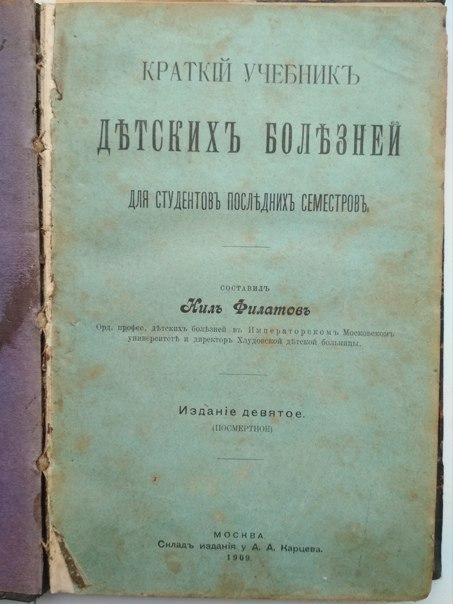 КРАТКІЙ УЧЕБНИКЪ
ДѢТСКИХЪ БОЛѢЗНЕЙ
ДЛЯ СТУДЕНТОВЪ ПОСЛѢДНИХЪ СЕМЕСТРОВЪ.
СОСТАВИЛЪ
Нилъ Филатовъ
Орд. профес. дѣтскихъ болѣзней въ Императорскомъ Московскомъ
университетѣ и директоръ Хлудовской дѣтской больницы.
Изданіе девятое.
(ПОСМЕРТНОЕ)
МОСКВА
Складъ изданія у А. А. Карцева.
1909